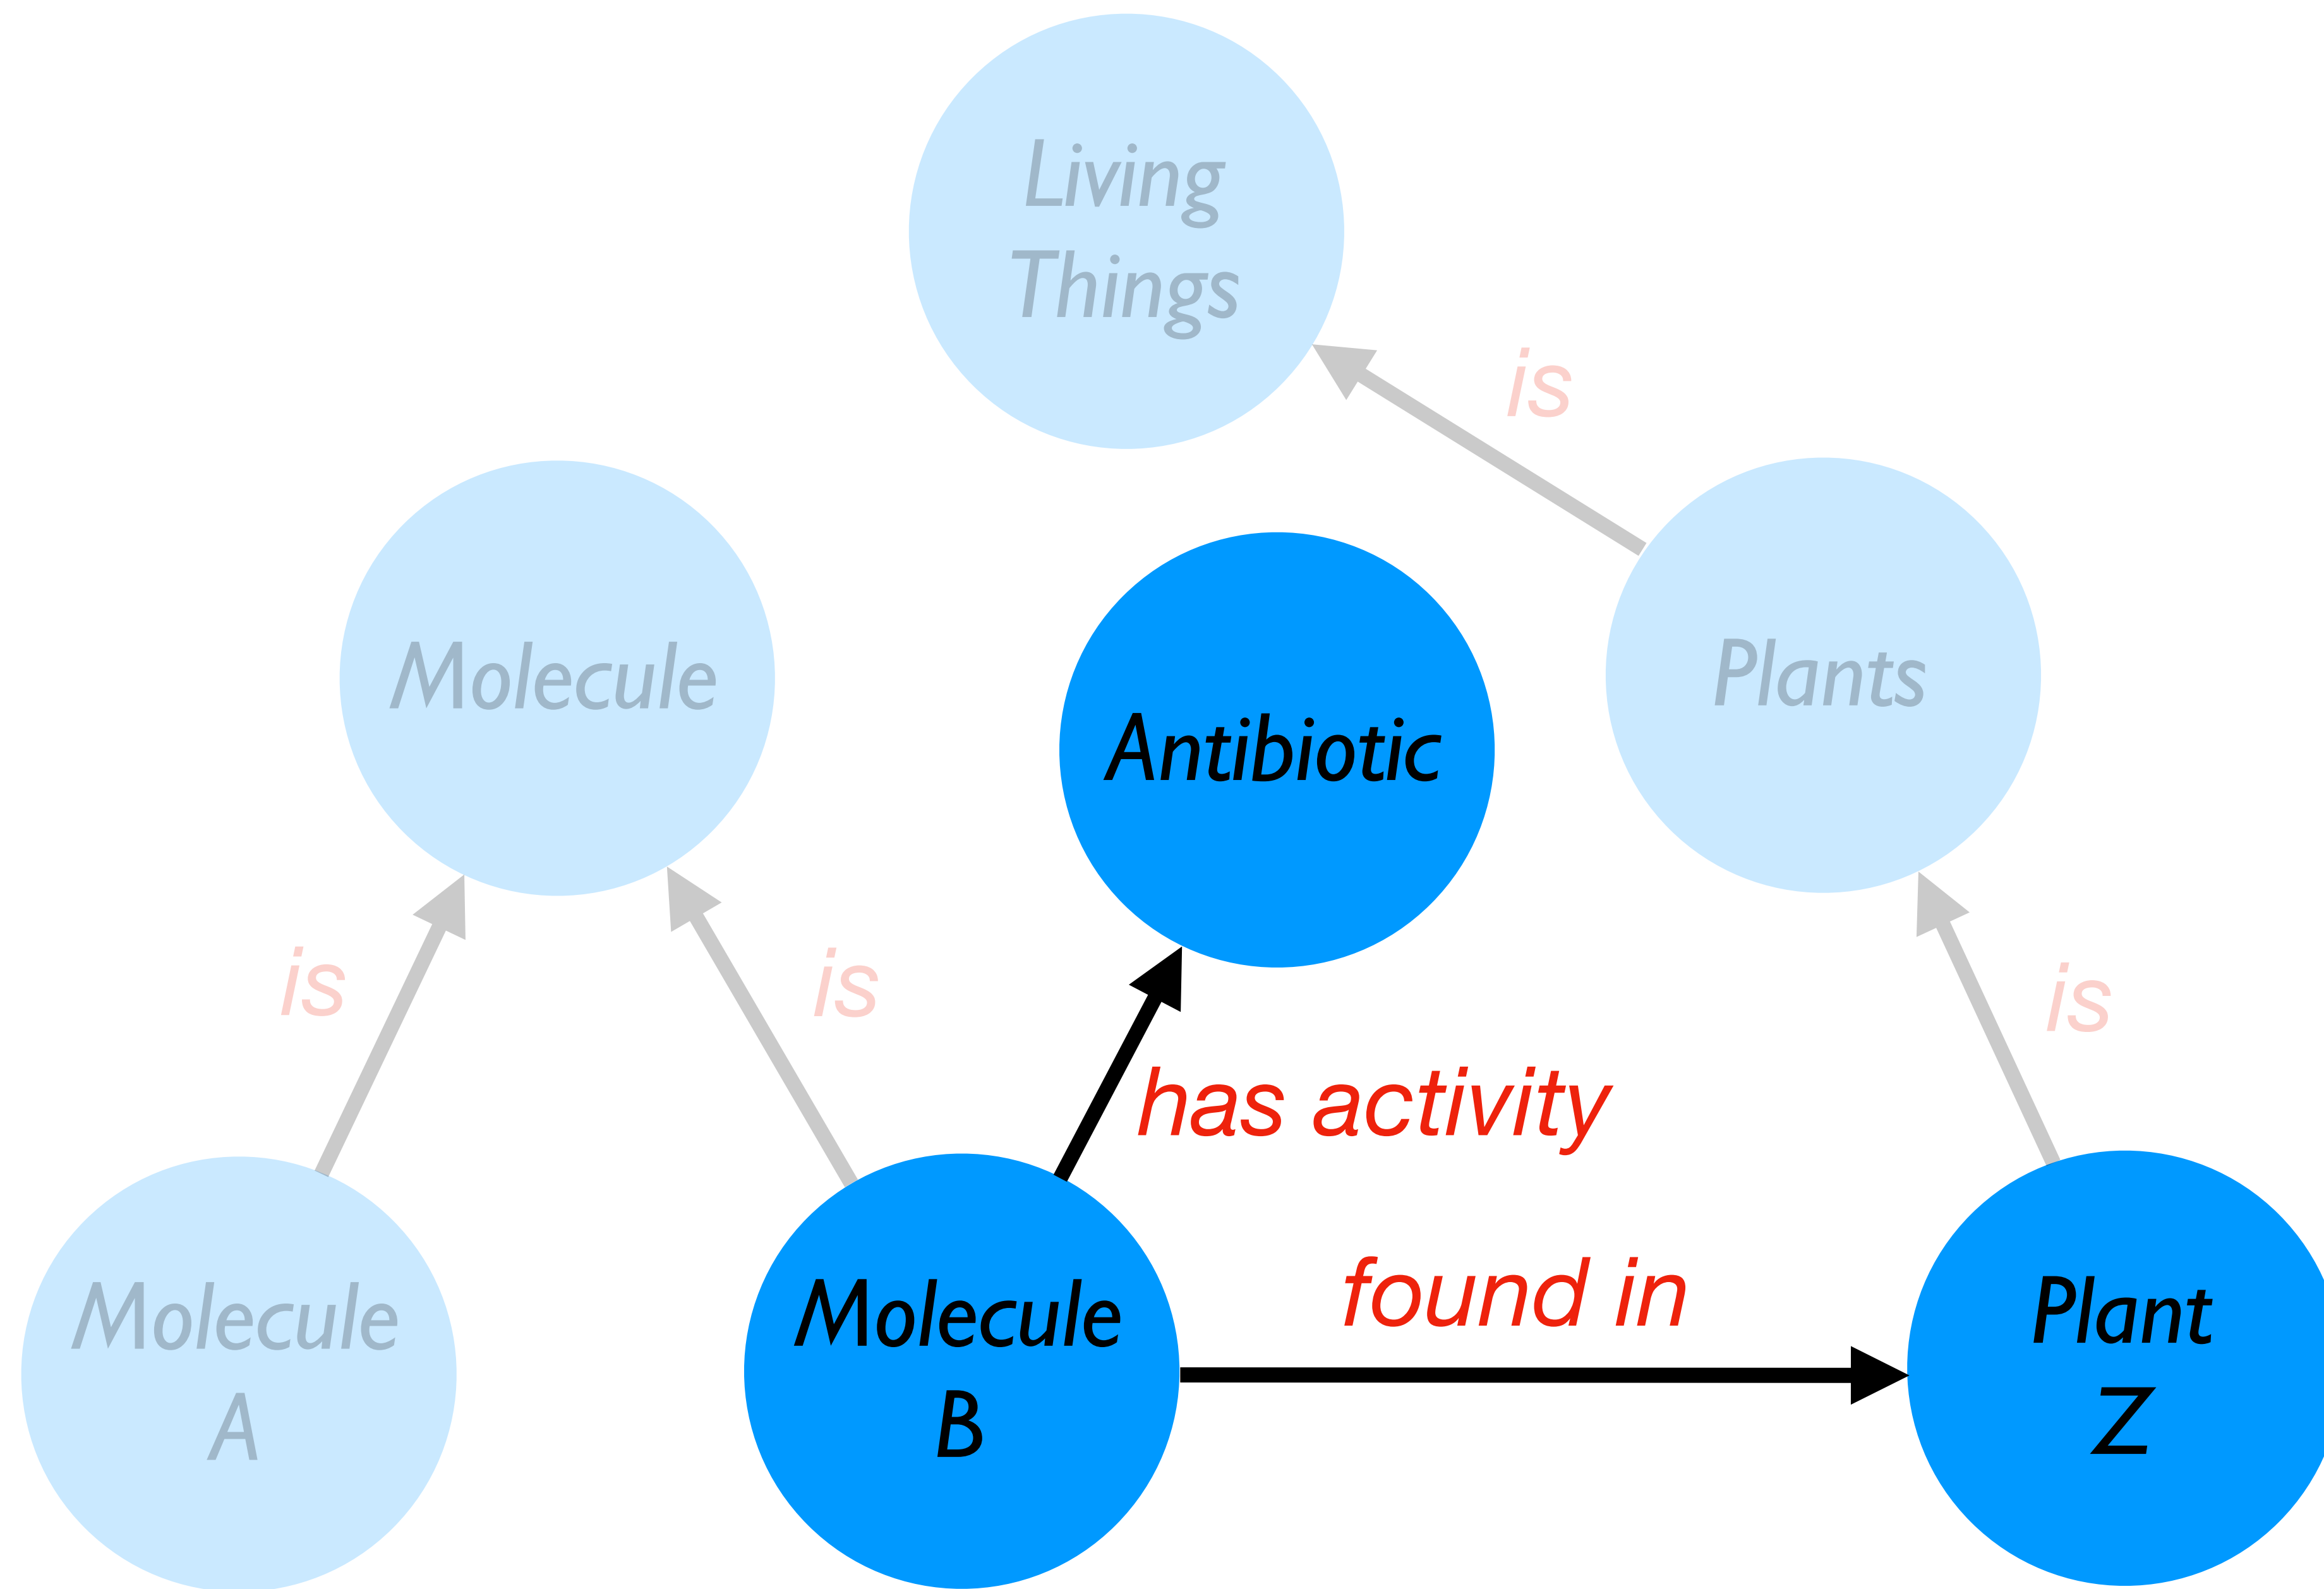 Living
Things
is
Molecule
Antibiotic
Plants
is
is
is
has activity
found in
Molecule
A
Molecule
B
Plant
Z